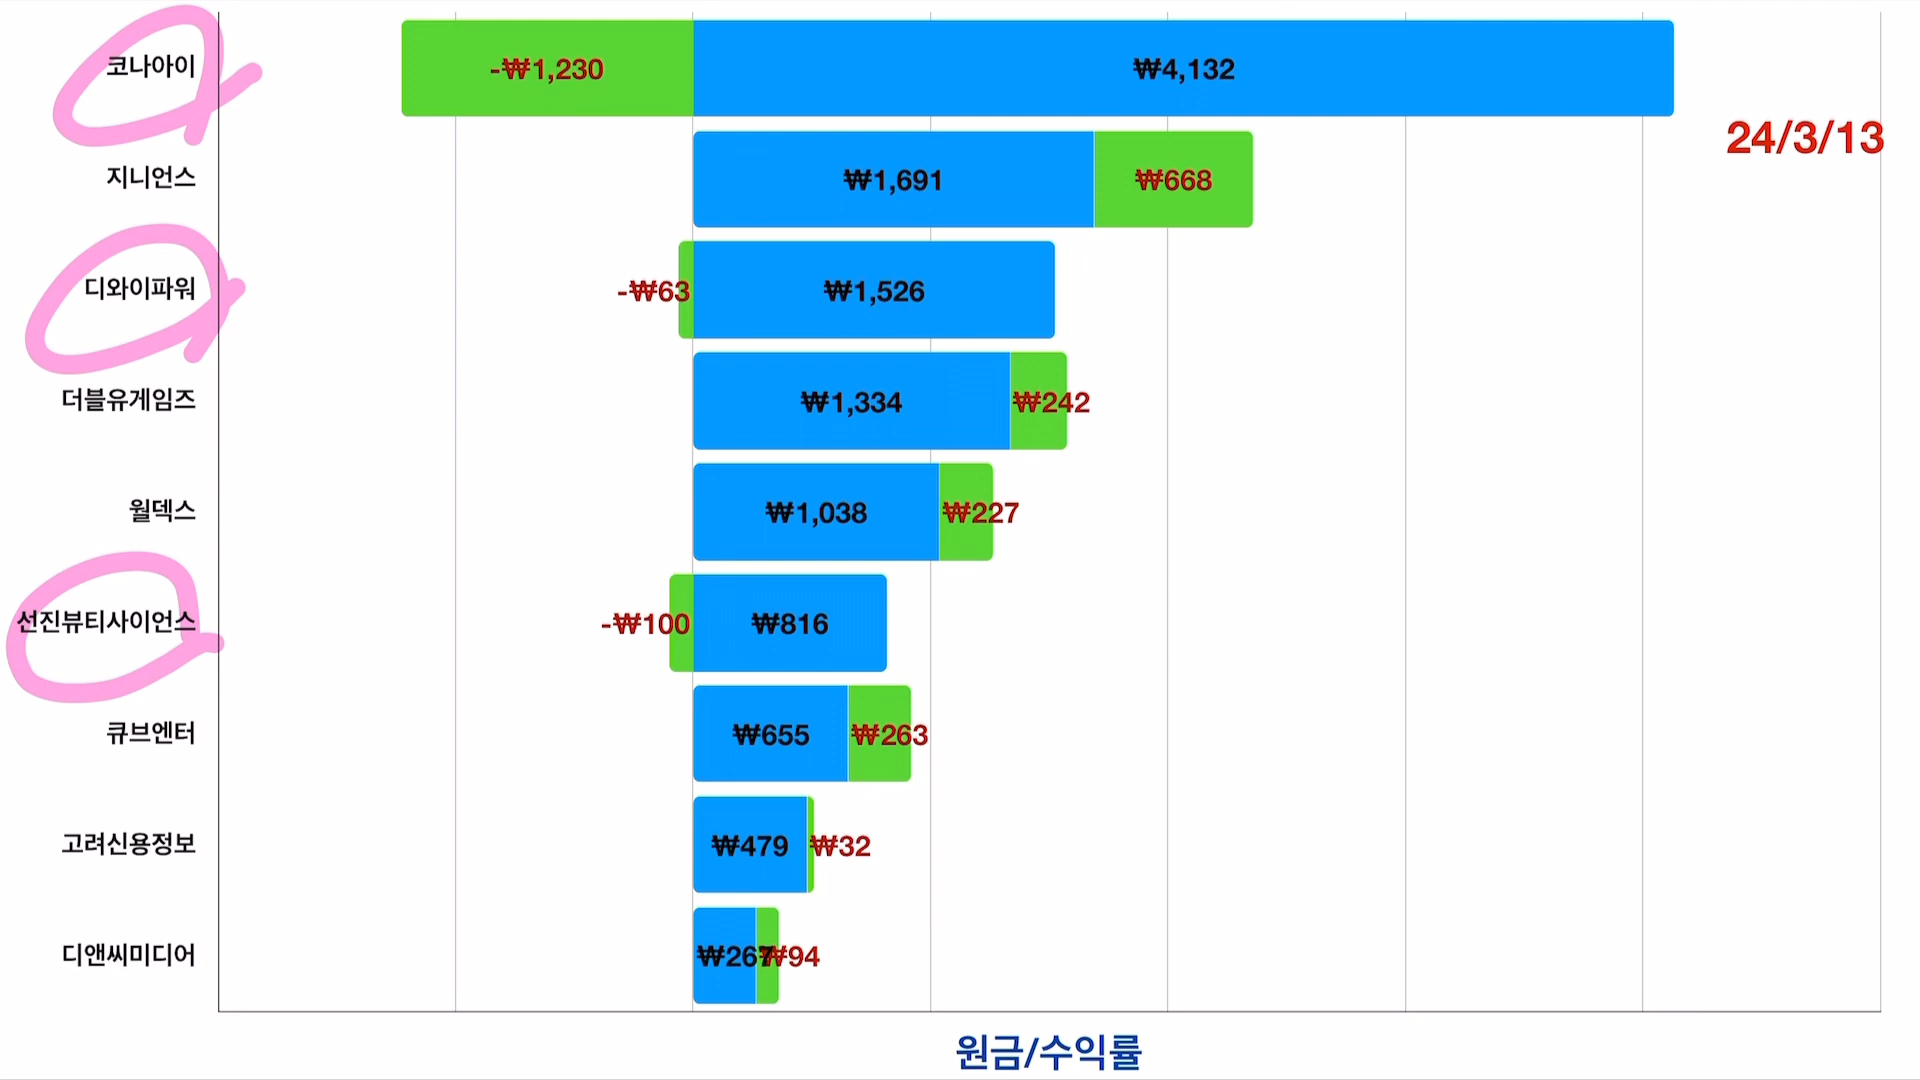 코나아이
-₩1,230
₩4,132
24/3/13
지니언스
₩1,691
₩668
디와이파워
-₩63
₩1,526
더블유게임즈
₩1,334
₩242
월덱스
₩1,038
₩227
선진뷰티사이언스
-₩100
₩816
큐브엔터
₩655
₩263
고려신용정보
₩479
₩32
디앤씨미디어
₩267
₩94
원금/수익률